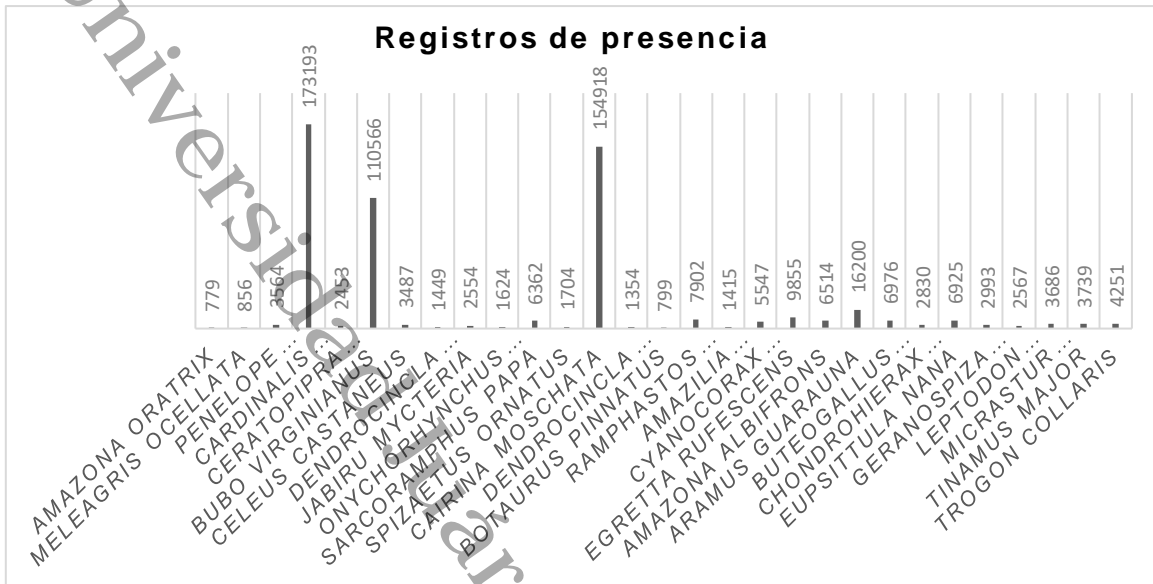 Registros de presencia
779
856
3564
173193
2453
110566
3487
1449
2554
1624
6362
1704
154918
1354
799
7902
1415
5547
9855
6514
16200
6976
2830
6925
2993
2567
3686
3739
4251
AMAZONA ORATRIX
MELEAGRIS OCELLATA
PENELOPE …
CARDINALIS …
CERATOPIPRA …
BUBO VIRGINIANUS
CELEUS CASTANEUS
DENDROCINCLA …
JABIRU MYCTERIA
ONYCHORHYNCHUS …
SARCORAMPHUS PAPA
SPIZAETUS ORNATUS
CAIRINA MOSCHATA
DENDROCINCLA …
BOTAURUS PINNATUS
RAMPHASTOS …
AMAZILIA …
CYANOCORAX …
EGRETTA RUFESCENS
AMAZONA ALBIFRONS
ARAMUS GUARAUNA
BUTEOGALLUS …
CHONDROHIERAX …
EUPSITTULA NANA
GERANOSPIZA …
LEPTODON …
MICRASTUR …
TINAMUS MAJOR
TROGON COLLARIS
niversidad Juár